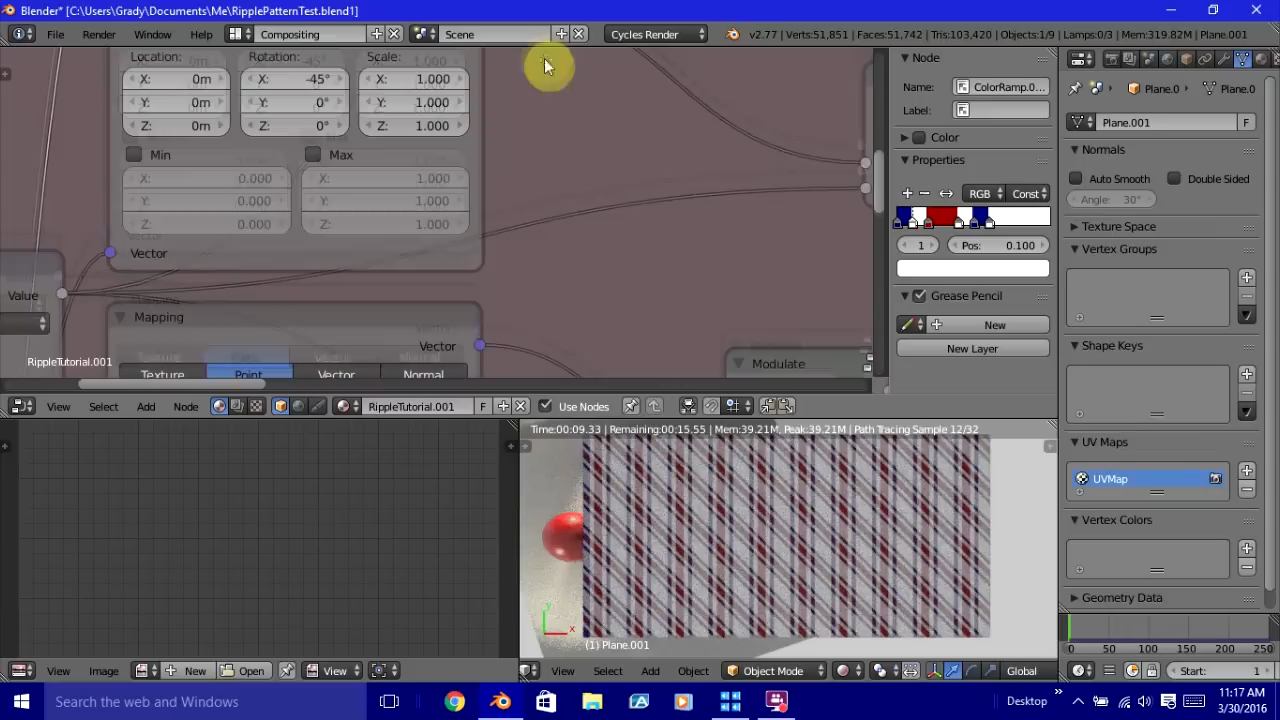 Blender* [C:\Users\Grady\Documents\Me\RipplePatternTest.blend1]
File Render Window Help Compositing Scene Cycles Render v2.77 | Verts:51,851 | Faces:51,742 | Tris:103,420 | Objects:1/9 | Lamps:0/3 | Mem:319.82M | Plane.001
Location: Rotation: Scale:
X: 0m X: -45° X: 1.000
Y: 0m Y: 0° Y: 1.000
Z: 0m Z: 0° Z: 1.000
Min Max
X: 0.000 X: 1.000
Y: 0.000 Y: 1.000
Z: 0.000 Z: 1.000
Vector
Value
Mapping
Vector
Texture Point Vector Normal
RippleTutorial.001
Modulate
Node
Name: ColorRamp.0...
Label:
Color
Properties
RGB Const
1 Pos: 0.100
Grease Pencil
New
New Layer
Plane.0 Plane.0
Plane.001 F
Normals
Auto Smooth Double Sided
Angle: 30°
Texture Space
Vertex Groups
Shape Keys
UV Maps
UVMap
Vertex Colors
Geometry Data
View Select Add Node RippleTutorial.001 F Use Nodes
Time:00:09.33 | Remaining:00:15.55 | Mem:39.21M, Peak:39.21M | Path Tracing Sample 12/32
y
x
(1) Plane.001
0 50 100 150 200 250
View Image New Open View
View Select Add Object Object Mode Global
Start: 1
Search the web and Windows
Desktop
11:17 AM
3/30/2016